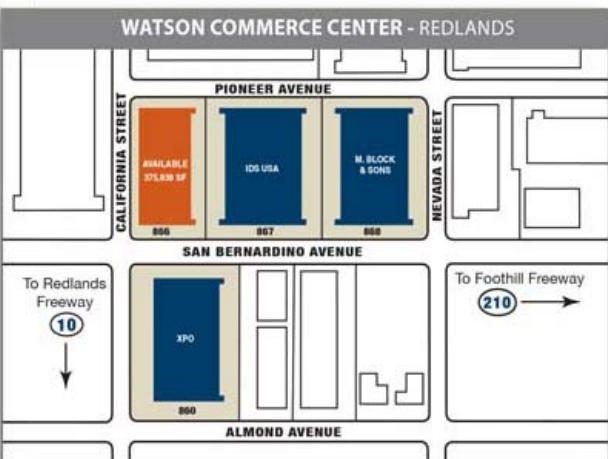 WATSON COMMERCE CENTER - REDLANDS
PIONEER AVENUE
CALIFORNIA STREET
AVAILABLE
375,939 SF
IDS USA
M. BLOCK
& SONS
NEVADA STREET
866
867
868
SAN BERNARDINO AVENUE
To Redlands
Freeway
10
To Foothill Freeway
210
XPO
860
ALMOND AVENUE